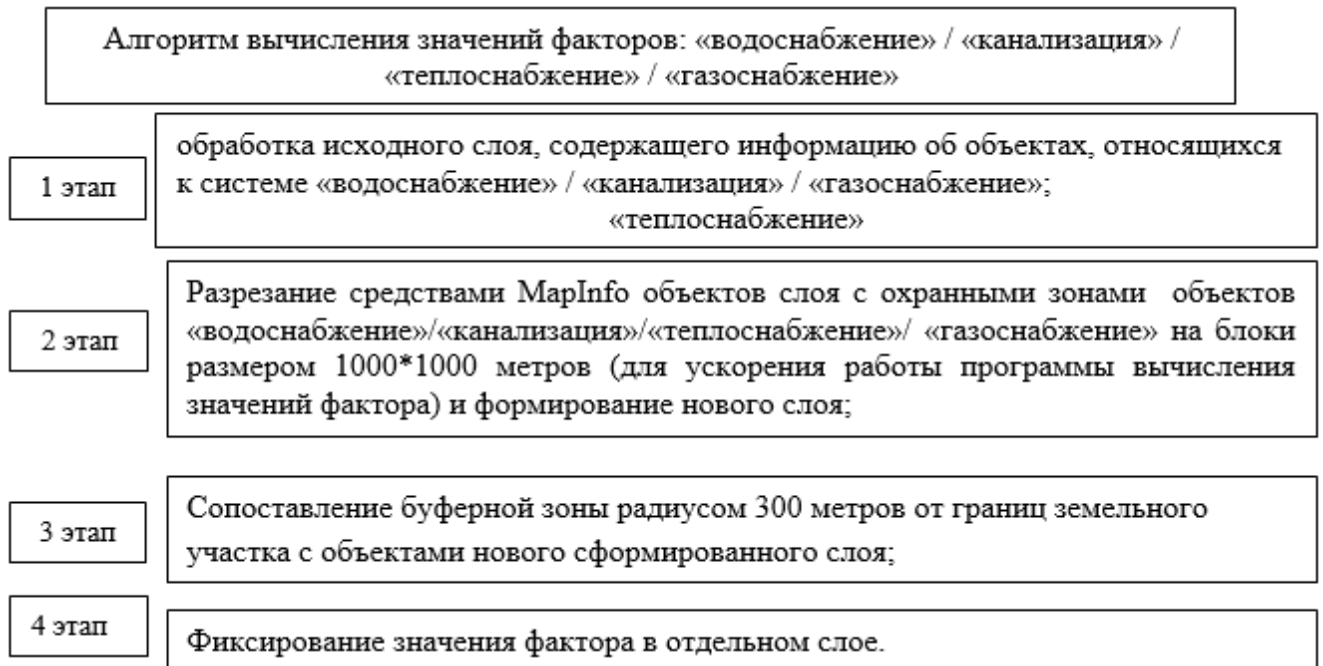 Алгоритм вычисления значений факторов: «водоснабжение» / «канализация» /
«теплоснабжение» / «газоснабжение»
1 этап
обработка исходного слоя, содержащего информацию об объектах, относящихся
к системе «водоснабжение» / «канализация» / «газоснабжение»;
«теплоснабжение»
2 этап
Разрезание средствами MapInfo объектов слоя с охранными зонами объектов
«водоснабжение»/«канализация»/«теплоснабжение»/ «газоснабжение» на блоки
размером 1000*1000 метров (для ускорения работы программы вычисления
значений фактора) и формирование нового слоя;
3 этап
Сопоставление буферной зоны радиусом 300 метров от границ земельного
участка с объектами нового сформированного слоя;
4 этап
Фиксирование значения фактора в отдельном слое.